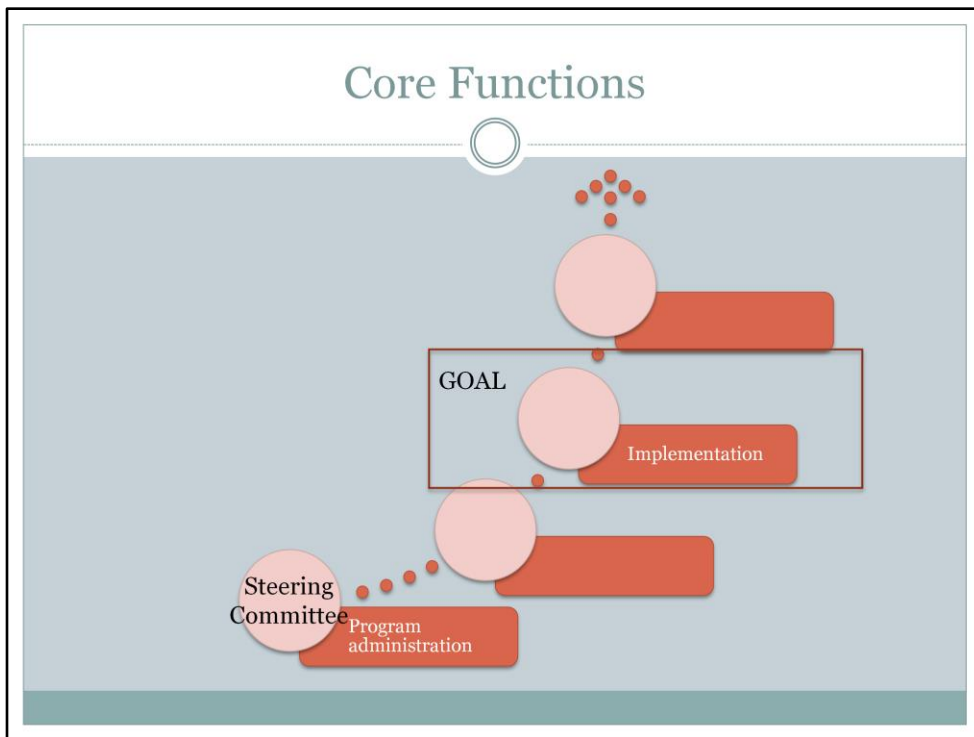 Core Functions
GOAL
Implementation
Steering
Committee
Program
administration